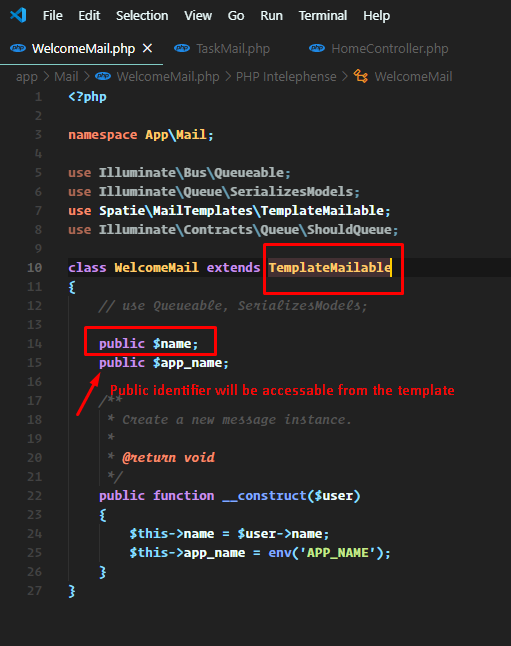 File Edit Selection View Go Run Terminal Help
php WelcomeMail.php × php TaskMail.php php HomeController.php
app > Mail > php WelcomeMail.php > PHP Intelephense > WelcomeMail
1 <?php
2
3 namespace App\Mail;
4
5 use Illuminate\Bus\Queueable;
6 use Illuminate\Queue\SerializesModels;
7 use Spatie\MailTemplates\TemplateMailable;
8 use Illuminate\Contracts\Queue\ShouldQueue;
9
10 class WelcomeMail extends TemplateMailable
11 {
12 // use Queueable, SerializesModels;
13
14 public $name;
15 public $app_name;
16 Public identifier will be accessable from the template
17 /**
18 * Create a new message instance.
19 *
20 * @return void
21 */
22 public function __construct($user)
23 {
24 $this->name = $user->name;
25 $this->app_name = env('APP_NAME');
26 }
27 }